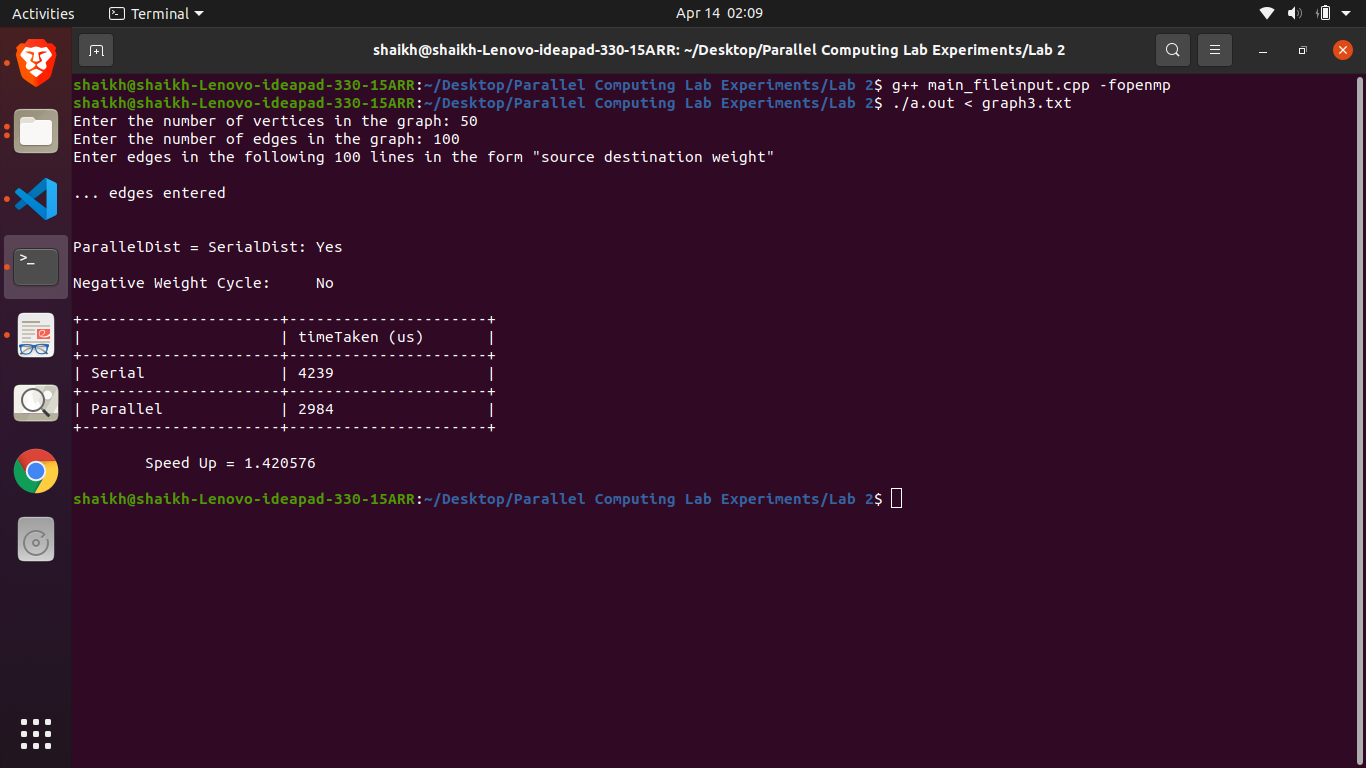 Activities Terminal Apr 14 02:09
shaikh@shaikh-Lenovo-ideapad-330-15ARR: ~/Desktop/Parallel Computing Lab Experiments/Lab 2
shaikh@shaikh-Lenovo-ideapad-330-15ARR:~/Desktop/Parallel Computing Lab Experiments/Lab 2$ g++ main_fileinput.cpp -fopenmp
shaikh@shaikh-Lenovo-ideapad-330-15ARR:~/Desktop/Parallel Computing Lab Experiments/Lab 2$ ./a.out < graph3.txt
Enter the number of vertices in the graph: 50
Enter the number of edges in the graph: 100
Enter edges in the following 100 lines in the form "source destination weight"
... edges entered
ParallelDist = SerialDist: Yes
Negative Weight Cycle:     No
+----------------------+----------------------+
|                      | timeTaken (us)       |
+----------------------+----------------------+
| Serial               | 4239                 |
+----------------------+----------------------+
| Parallel             | 2984                 |
+----------------------+----------------------+
        Speed Up = 1.420576
shaikh@shaikh-Lenovo-ideapad-330-15ARR:~/Desktop/Parallel Computing Lab Experiments/Lab 2$